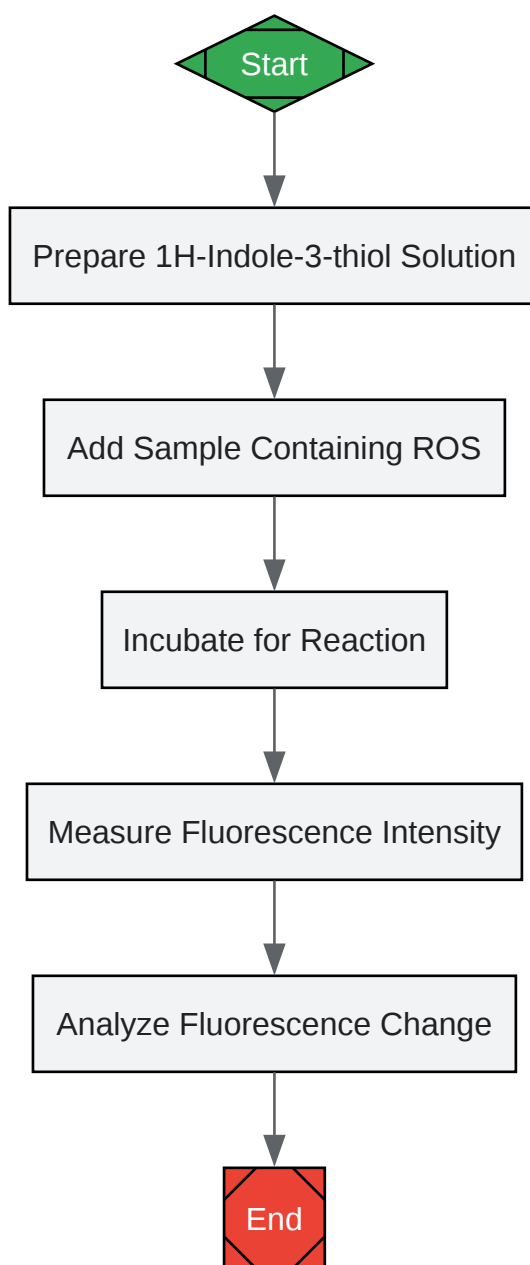 Start
Prepare 1H-Indole-3-thiol Solution
Add Sample Containing ROS
Incubate for Reaction
Measure Fluorescence Intensity
Analyze Fluorescence Change
End